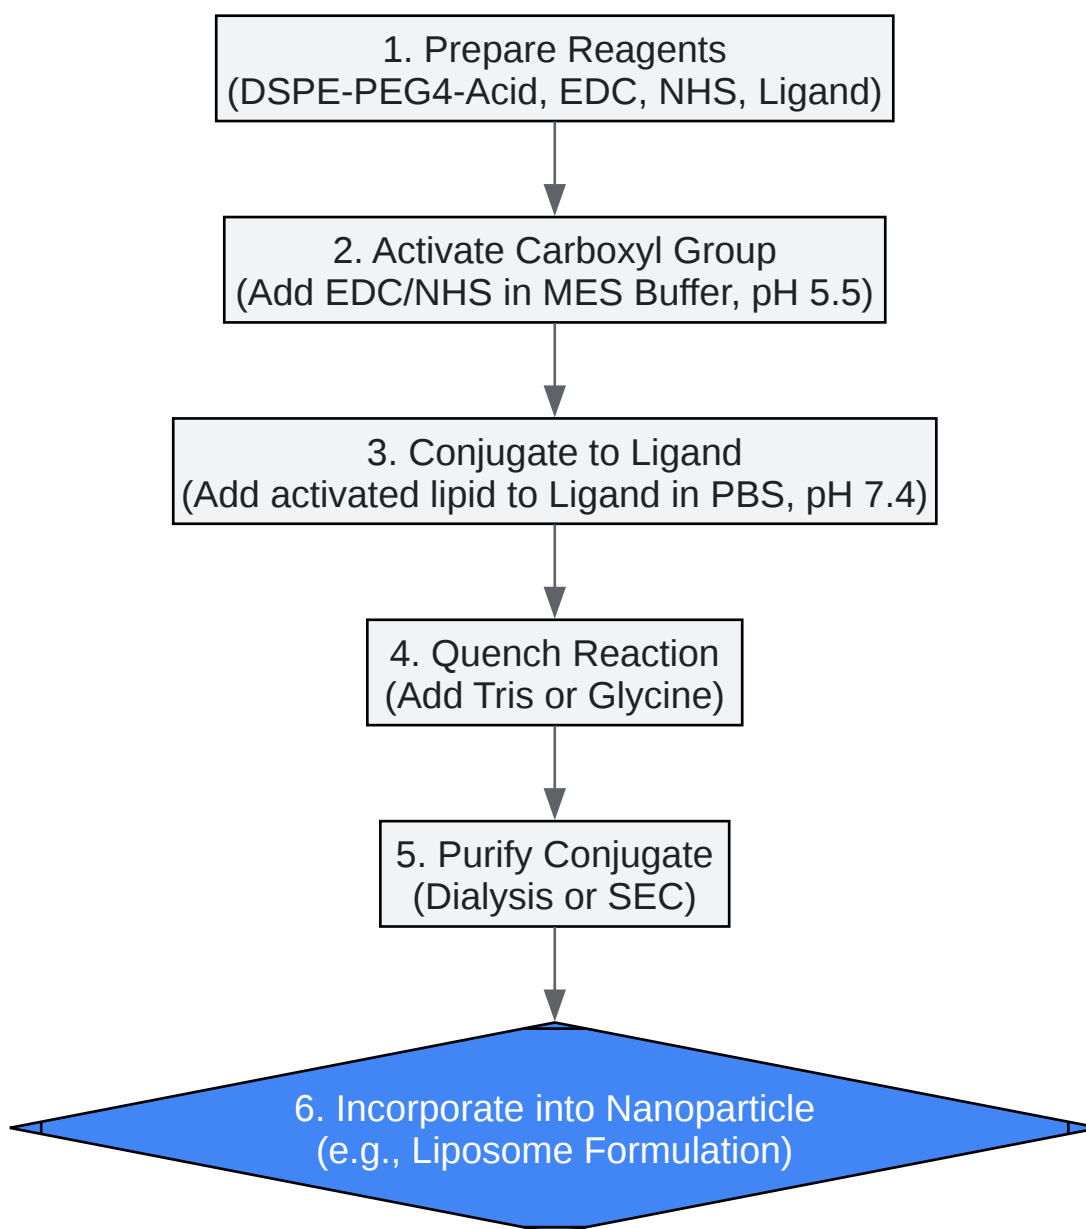 1. Prepare Reagents
(DSPE-PEG4-Acid, EDC, NHS, Ligand)
2. Activate Carboxyl Group
(Add EDC/NHS in MES Buffer, pH 5.5)
3. Conjugate to Ligand
(Add activated lipid to Ligand in PBS, pH 7.4)
4. Quench Reaction
(Add Tris or Glycine)
5. Purify Conjugate
(Dialysis or SEC)
6. Incorporate into Nanoparticle
(e.g., Liposome Formulation)